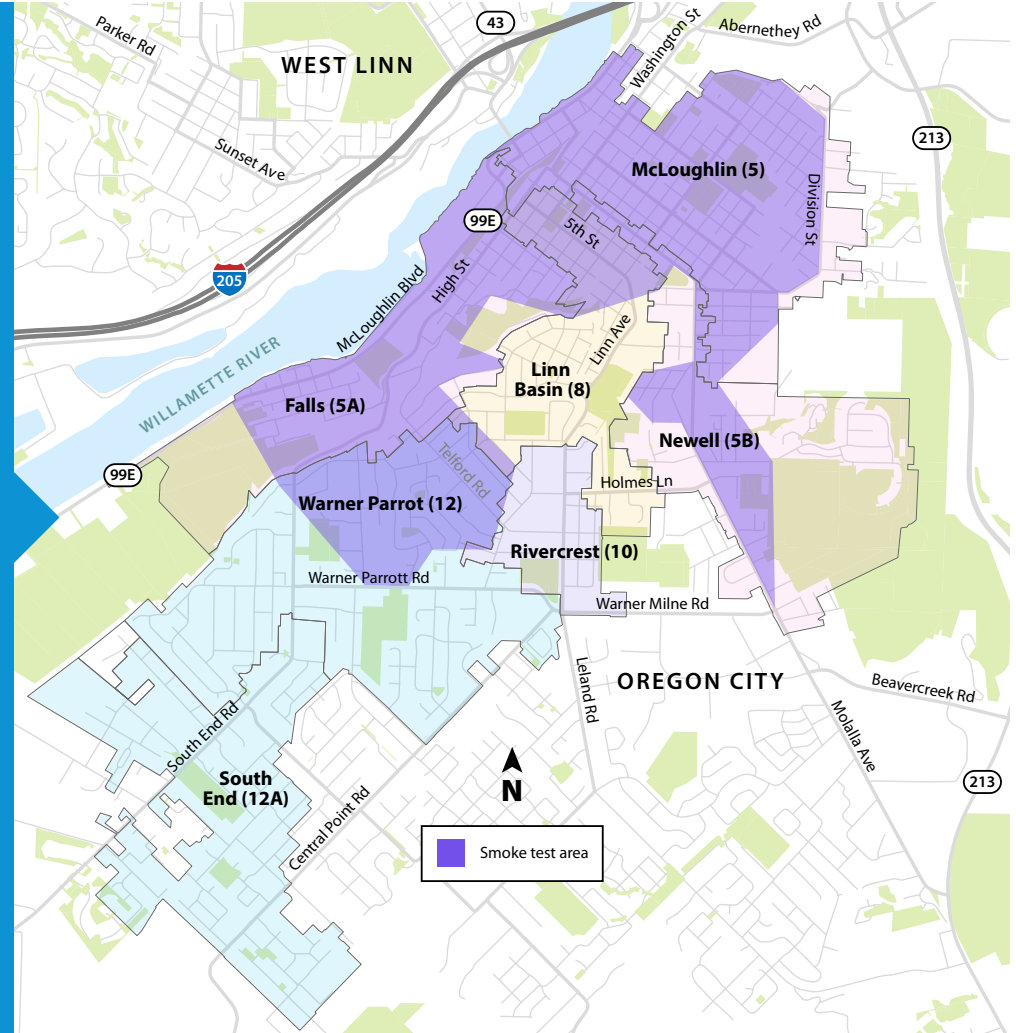 43
Washington St
Abernethey Rd
Parker Rd
WEST LINN
213
Sunset Ave
McLoughlin (5)
Division St
99E
5th St
205
High St
McLoughlin Blvd
WILLAMETTE RIVER
Linn Ave
Linn
Basin (8)
Falls (5A)
Newell (5B)
Telford Rd
99E
Holmes Ln
Warner Parrot (12)
Rivercrest (10)
Warner Parrott Rd
Warner Milne Rd
Leland Rd
OREGON CITY
Beavercreek Rd
Molalla Ave
South End Rd
N
213
South
End (12A)
Central Point Rd
Smoke test area